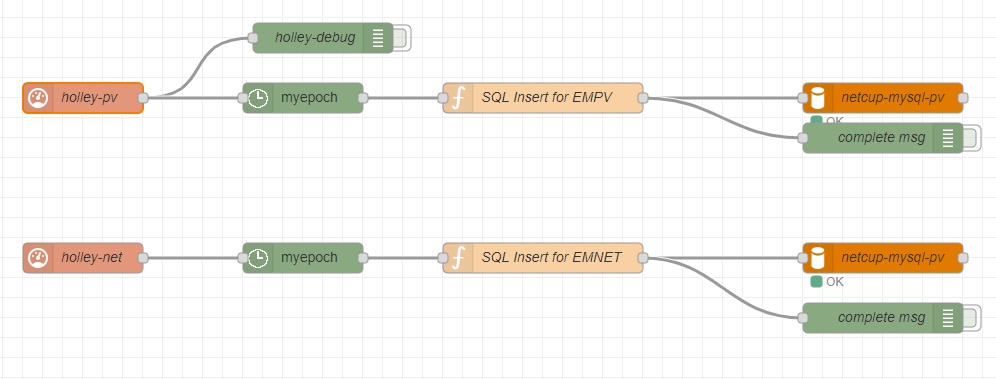 holley-debug
holley-pv
myepoch
SQL Insert for EMPV
netcup-mysql-pv
OK
complete msg
holley-net
myepoch
SQL Insert for EMNET
netcup-mysql-pv
OK
complete msg